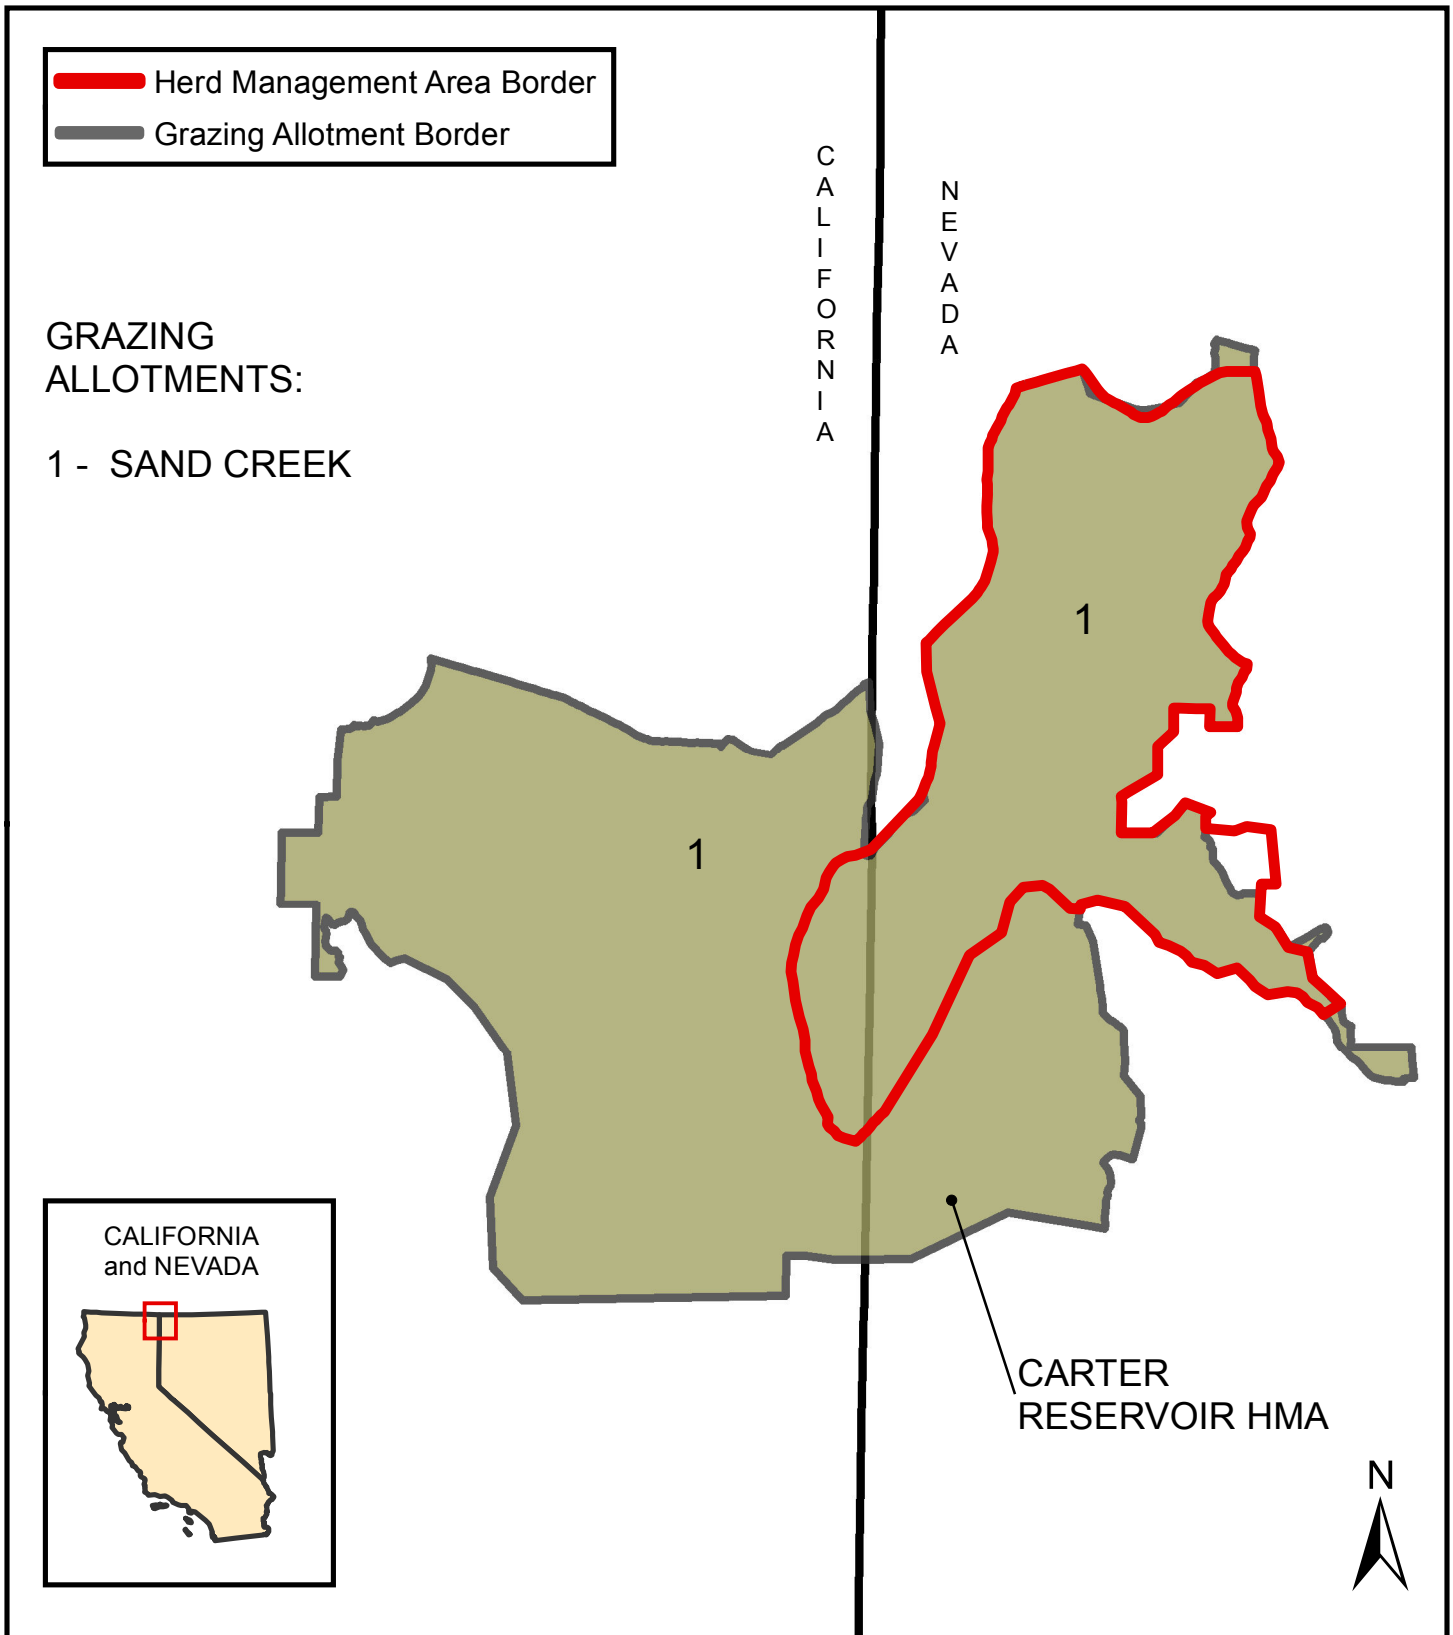 Herd Management Area Border
Grazing Allotment Border
CALIFORNIA
NEVADA
GRAZING
ALLOTMENTS:
1 - SAND CREEK
1
1
CALIFORNIA
and NEVADA
CARTER
RESERVOIR HMA
N